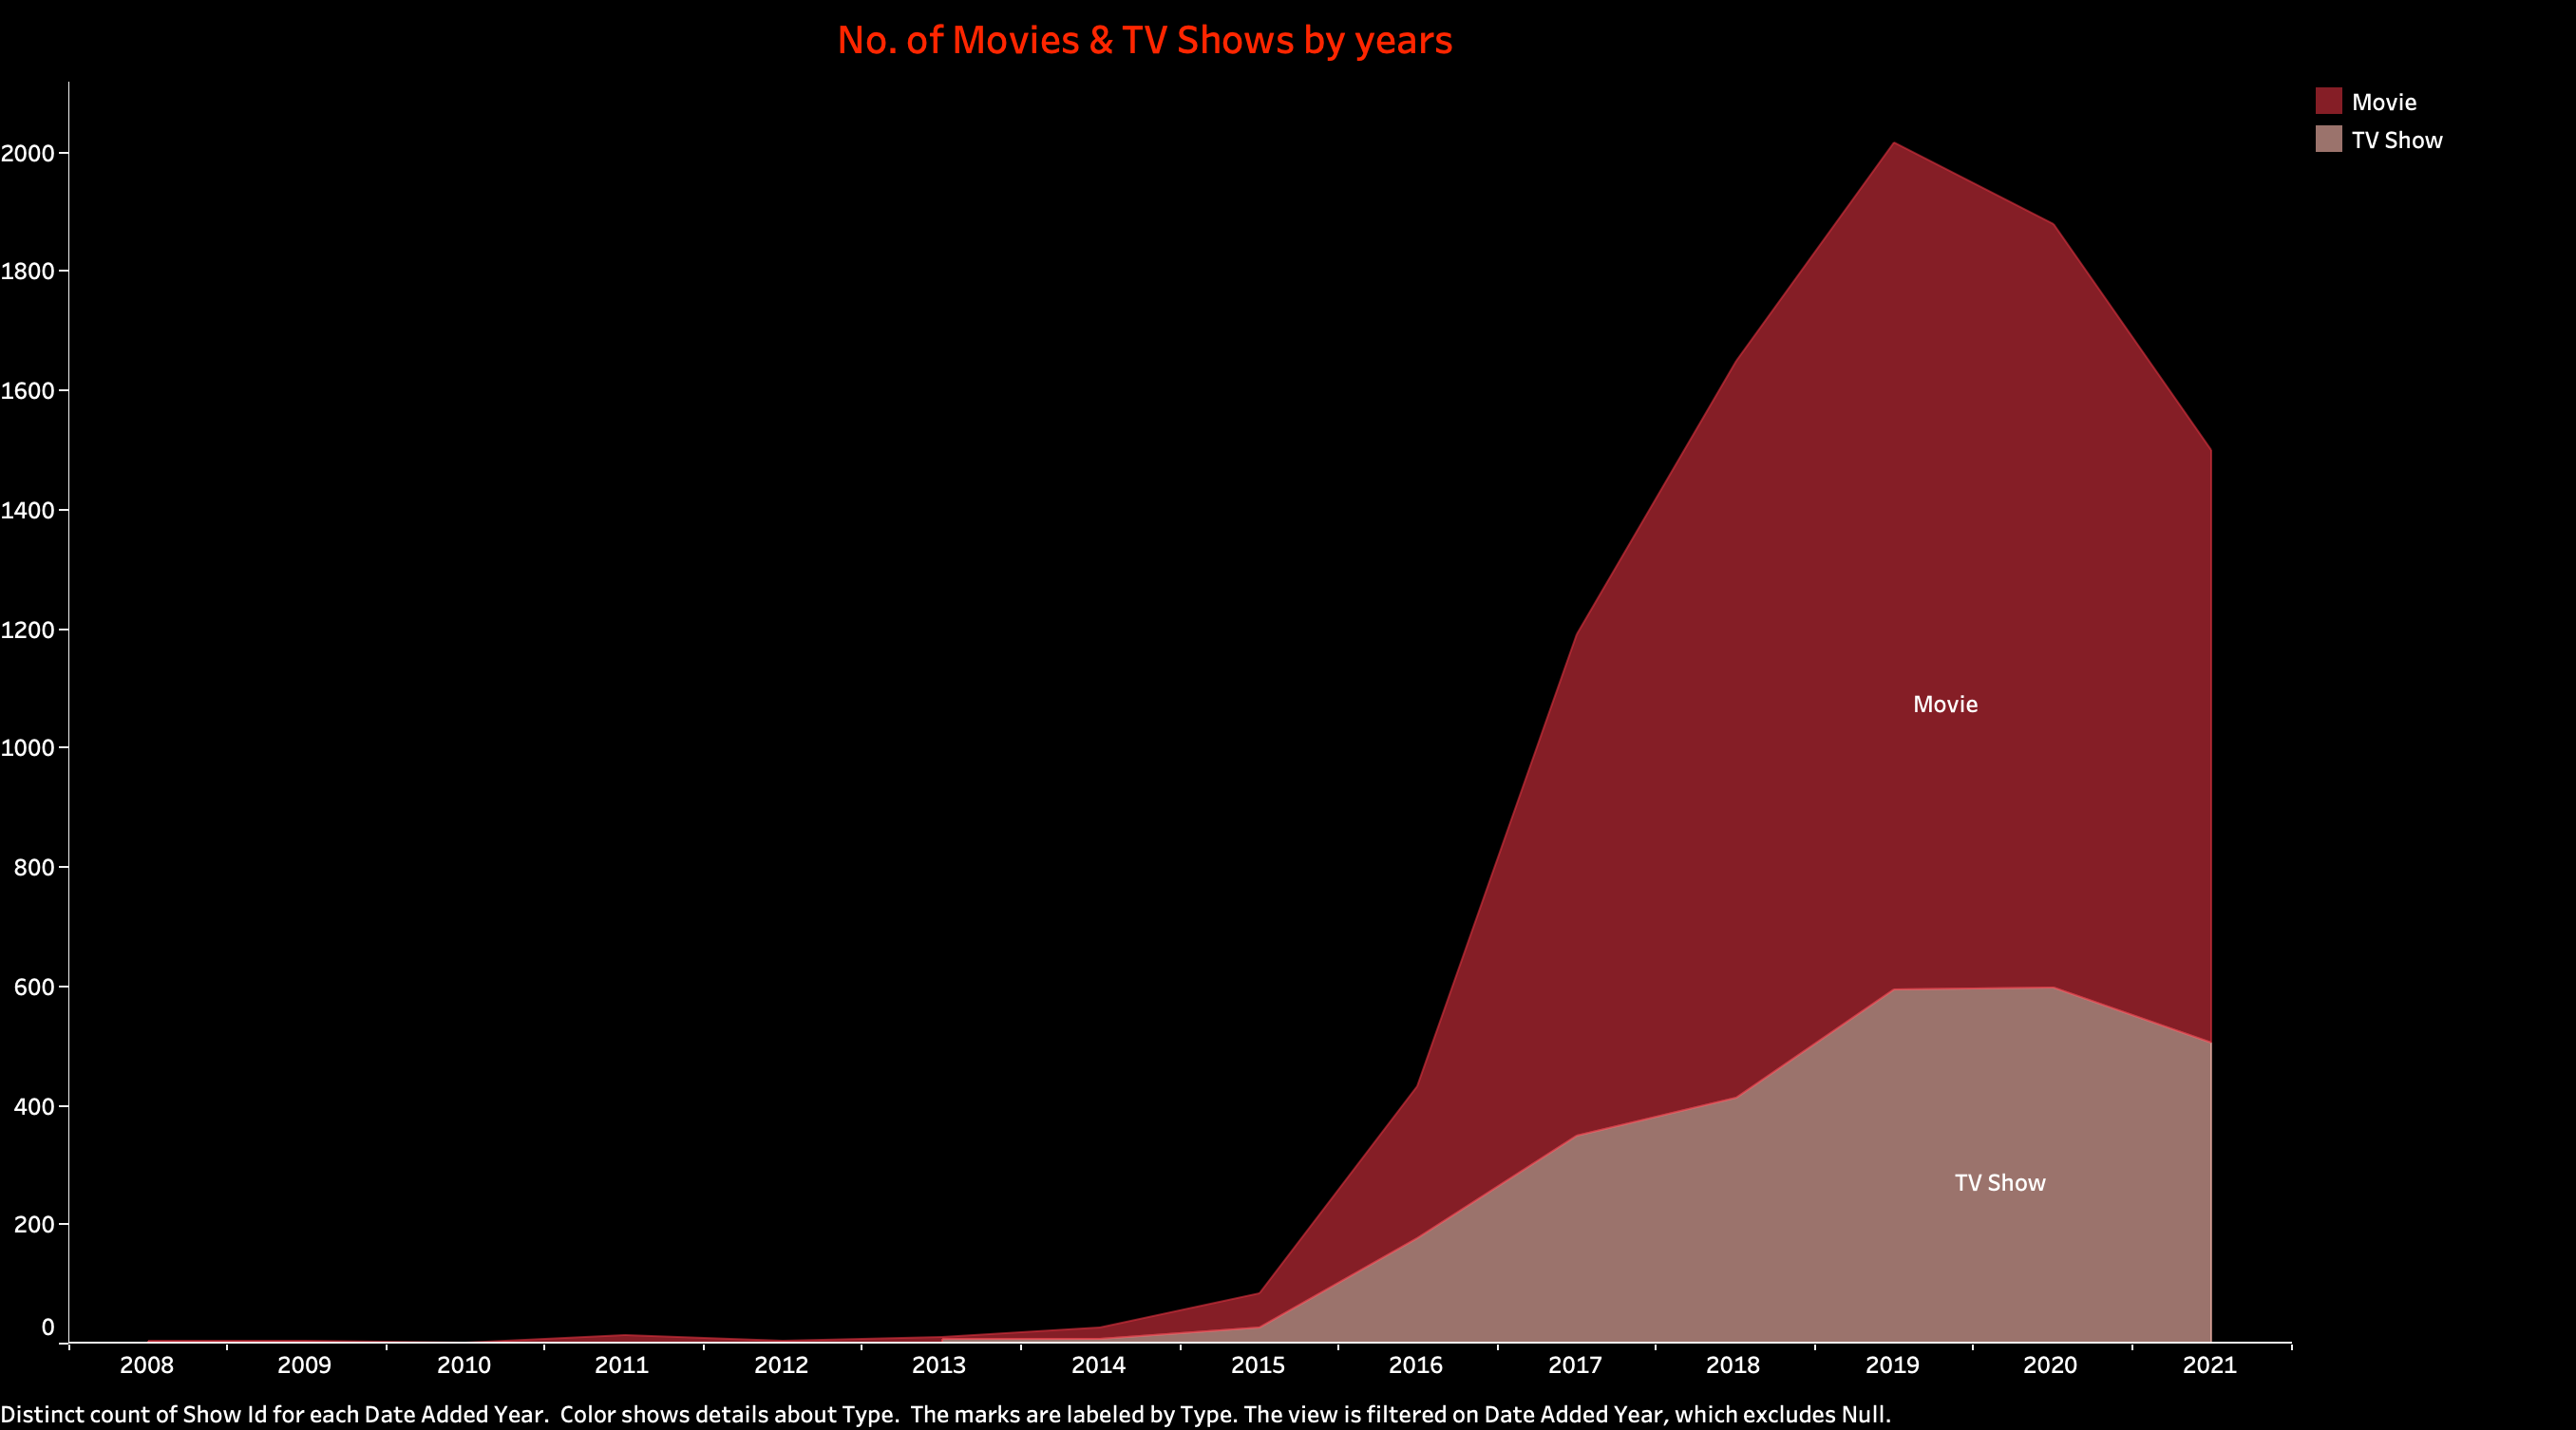 No. of Movies & TV Shows by years
Movie
TV Show
2000
1800
1600
1400
1200
1000
800
600
400
200
0
Movie
TV Show
2008 2009 2010 2011 2012 2013 2014 2015 2016 2017 2018 2019 2020 2021
Distinct count of Show Id for each Date Added Year.  Color shows details about Type.  The marks are labeled by Type. The view is filtered on Date Added Year, which excludes Null.